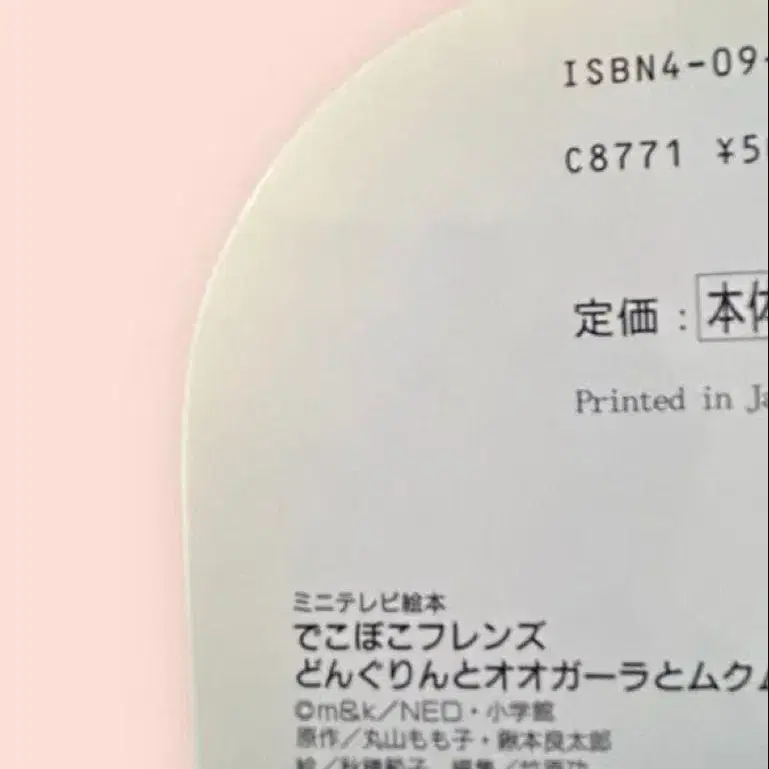 ISBN4-09-
C8771 ¥5
定価：本体
Printed in Ja
ミニテレビ絵本
でこぼこフレンズ
どんぐりんとオオガーラとムクム
©m&k／NED・小学館
原作／丸山もも子・鍬本良太郎